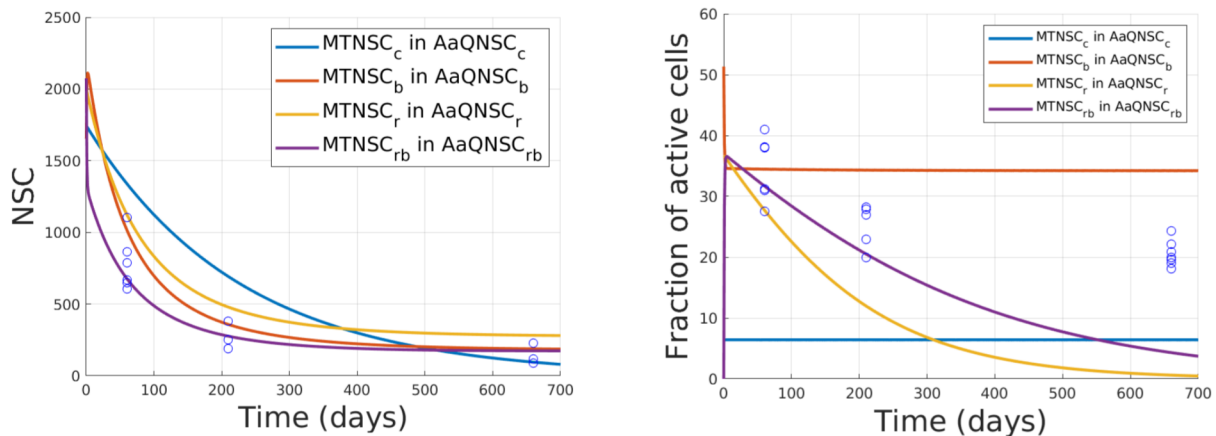 2500
2000
1500
1000
500
0
NSC
0 100 200 300 400 500 600 700
Time (days)
MTNSC_c in AaQNSC_c
MTNSC_b in AaQNSC_b
MTNSC_r in AaQNSC_r
MTNSC_rb in AaQNSC_rb
60
50
40
30
20
10
0
Fraction of active cells
0 100 200 300 400 500 600 700
Time (days)
MTNSC_c in AaQNSC_c
MTNSC_b in AaQNSC_b
MTNSC_r in AaQNSC_r
MTNSC_rb in AaQNSC_rb